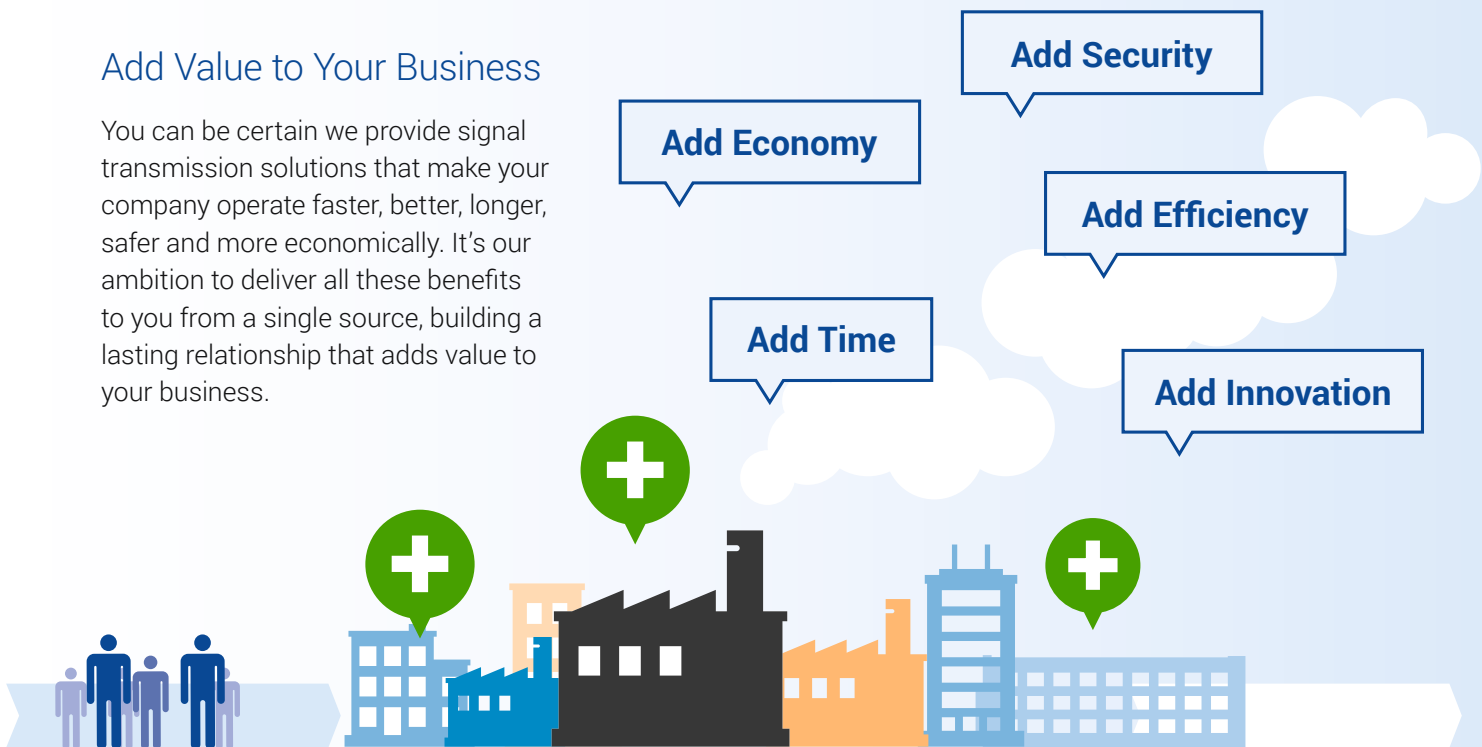 Add Value to Your Business
You can be certain we provide signal
transmission solutions that make your
company operate faster, better, longer,
safer and more economically. It’s our
ambition to deliver all these benefits
to you from a single source, building a
lasting relationship that adds value to
your business.
Add Security
Add Economy
Add Efficiency
Add Time
Add Innovation